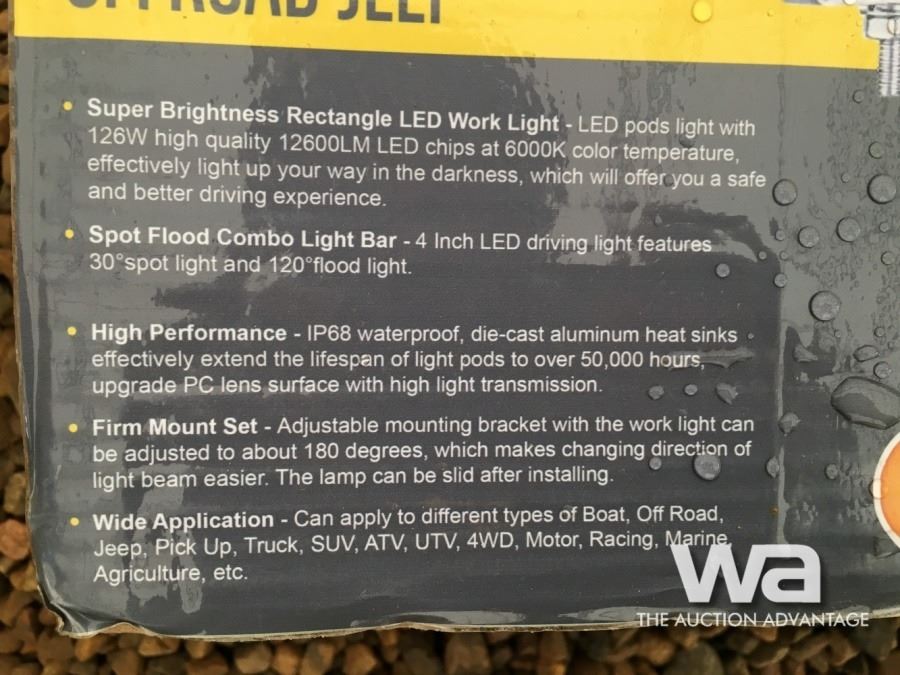 • Super Brightness Rectangle LED Work Light - LED pods light with
126W high quality 12600LM LED chips at 6000K color temperature,
effectively light up your way in the darkness, which will offer you a safe
and better driving experience.
• Spot Flood Combo Light Bar - 4 Inch LED driving light features
30°spot light and 120°flood light.
• High Performance - IP68 waterproof, die-cast aluminum heat sinks
effectively extend the lifespan of light pods to over 50,000 hours,
upgrade PC lens surface with high light transmission.
• Firm Mount Set - Adjustable mounting bracket with the work light can
be adjusted to about 180 degrees, which makes changing direction of
light beam easier. The lamp can be slid after installing.
• Wide Application - Can apply to different types of Boat, Off Road,
Jeep, Pick Up, Truck, SUV, ATV, UTV, 4WD, Motor, Racing, Marine,
Agriculture, etc.
wa
THE AUCTION ADVANTAGE